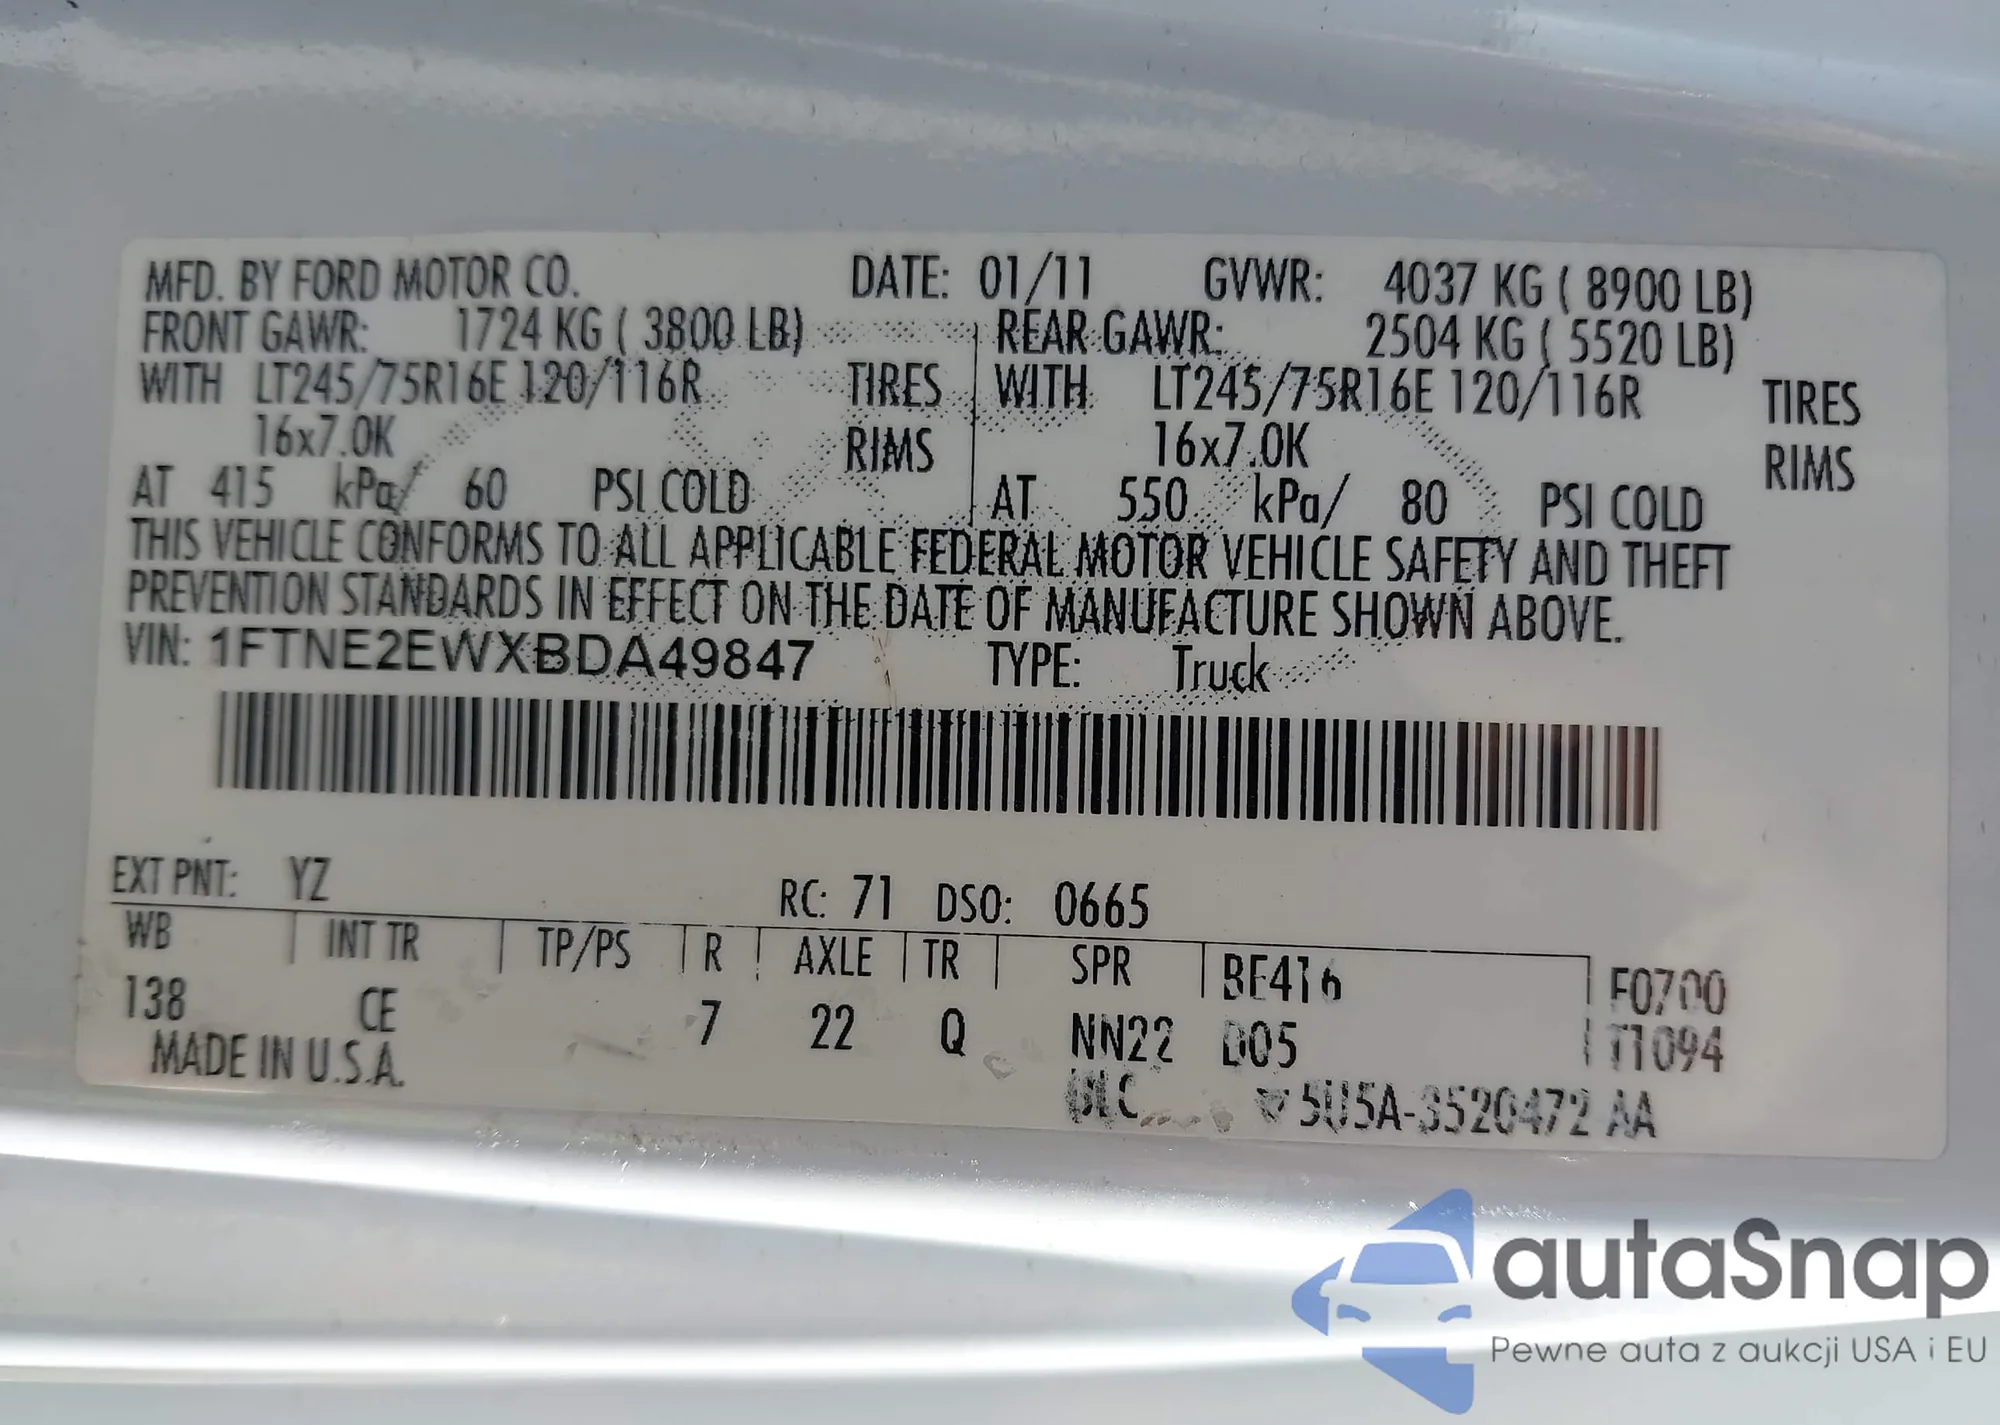 MFD. BY FORD MOTOR CO. DATE: 01/11 GVWR: 4037 KG ( 8900 LB)
FRONT GAWR: 1724 KG ( 3800 LB) REAR GAWR: 2504 KG ( 5520 LB)
WITH LT245/75R16E 120/116R TIRES WITH LT245/75R16E 120/116R TIRES
16x7.0K RIMS 16x7.0K RIMS
AT 415 kPa/ 60 PSI COLD AT 550 kPa/ 80 PSI COLD
THIS VEHICLE CONFORMS TO ALL APPLICABLE FEDERAL MOTOR VEHICLE SAFETY AND THEFT
PREVENTION STANDARDS IN EFFECT ON THE DATE OF MANUFACTURE SHOWN ABOVE.
VIN: 1FTNE2EWXBDA49847 TYPE: Truck
EXT PNT: YZ RC: 71 DSO: 0665
WB INT TR TP/PS R AXLE TR SPR BF416 F0700
138 CE 7 22 Q NN22 D05 T1094
MADE IN U.S.A. 5U5A-3520472 AA
autaSnap
Pewne auta z aukcji USA i EU